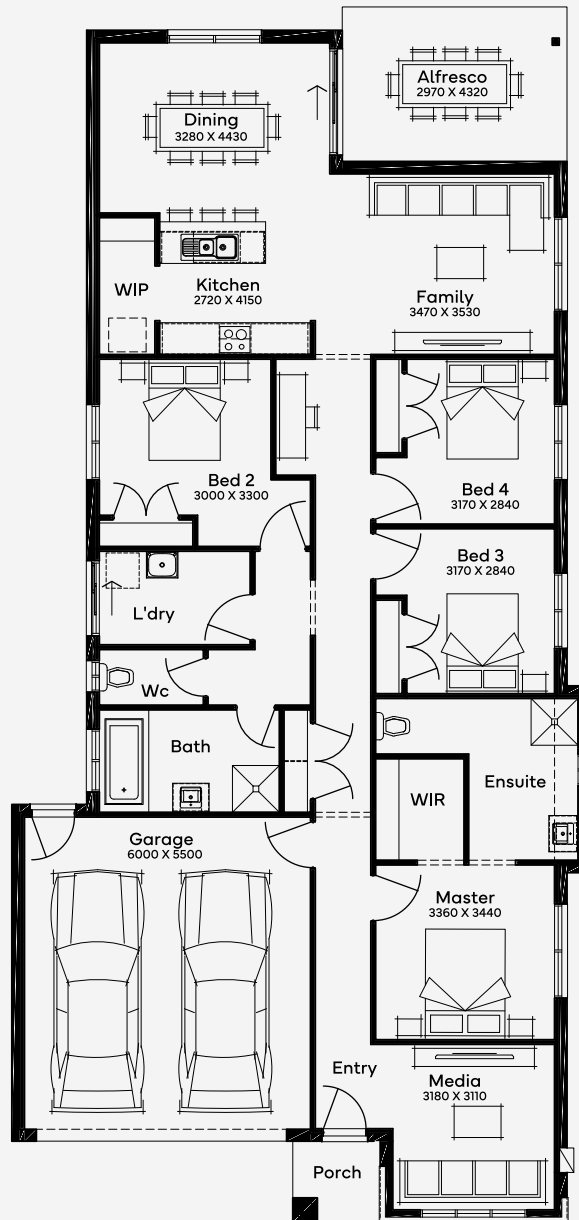 Alfresco
2970 X 4320
Dining
3280 X 4430
WIP
Kitchen
2720 X 4150
Family
3470 X 3530
Bed 2
3000 X 3300
Bed 4
3170 X 2840
Bed 3
3170 X 2840
L'dry
Wc
Bath
Ensuite
WIR
Garage
6000 X 5500
Master
3360 X 3440
Entry
Media
3180 X 3110
Porch